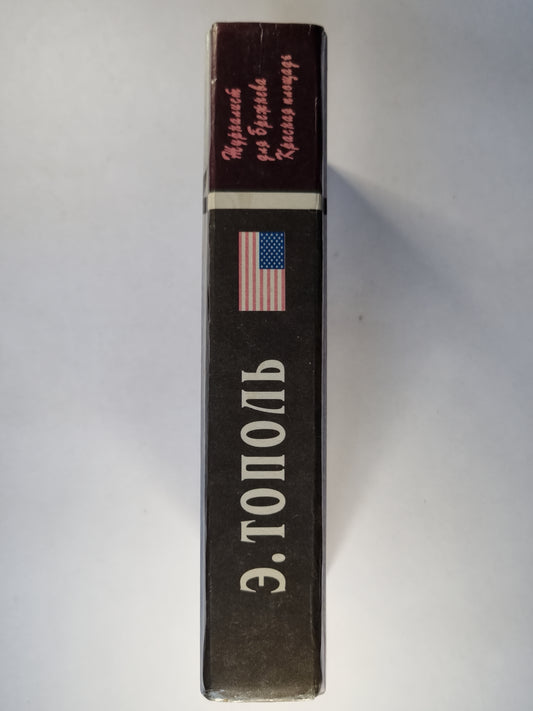 Журналист
для Брежнева
Красная площадь
Э. ТОПОЛЬ